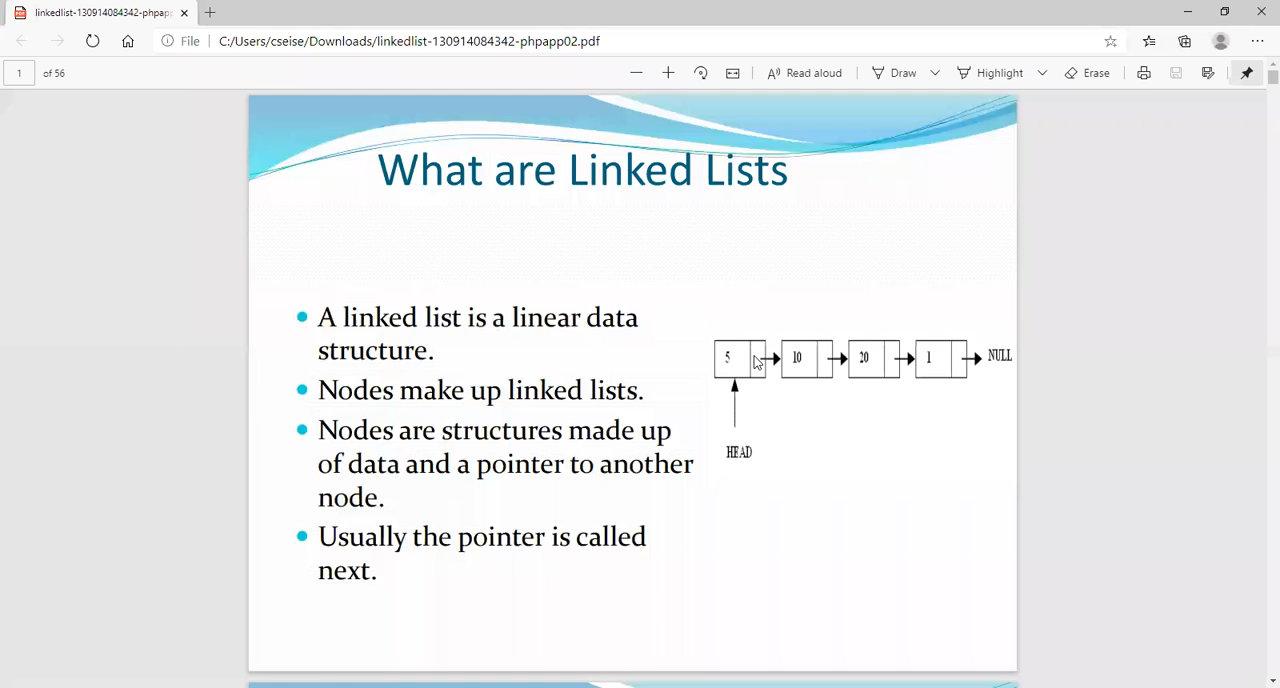 linkedlist-130914084342-phpapp
File C:/Users/cseise/Downloads/linkedlist-130914084342-phpapp02.pdf
1 of 56
Read aloud Draw Highlight Erase
What are Linked Lists
A linked list is a linear data
structure.
Nodes make up linked lists.
Nodes are structures made up
of data and a pointer to another
node.
Usually the pointer is called
next.
5 10 20 1 NULL
HEAD